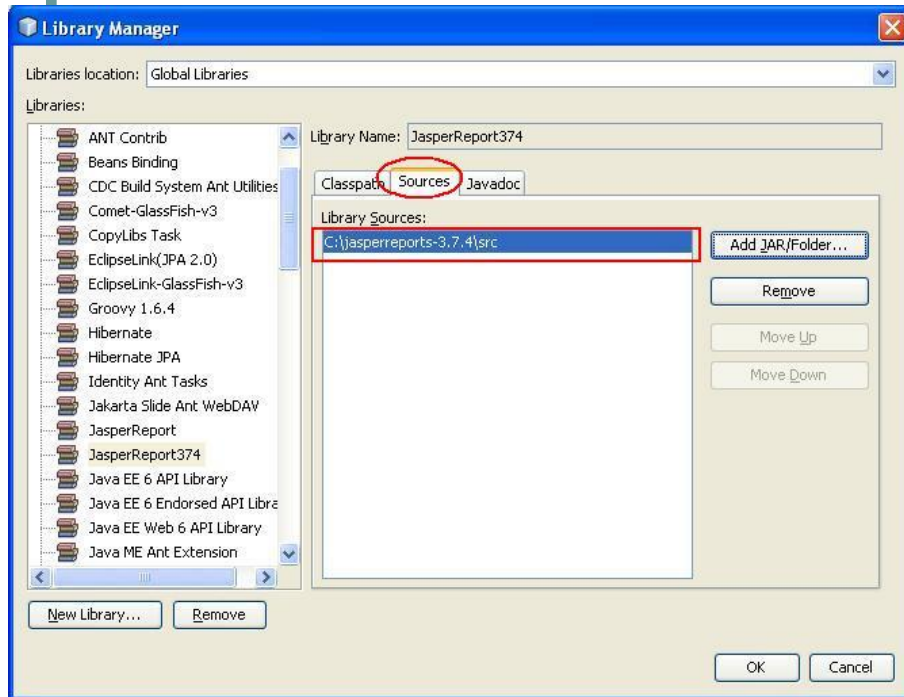 Library Manager
Libraries location: Global Libraries
Libraries:
ANT Contrib
Beans Binding
CDC Build System Ant Utilities
Comet-GlassFish-v3
CopyLibs Task
EclipseLink(JPA 2.0)
EclipseLink-GlassFish-v3
Groovy 1.6.4
Hibernate
Hibernate JPA
Identity Ant Tasks
Jakarta Slide Ant WebDAV
JasperReport
JasperReport374
Java EE 6 API Library
Java EE 6 Endorsed API Libra
Java EE Web 6 API Library
Java ME Ant Extension
New Library... Remove
Library Name: JasperReport374
Classpath Sources Javadoc
Library Sources:
C:\jasperreports-3.7.4\src
Add JAR/Folder...
Remove
Move Up
Move Down
OK Cancel